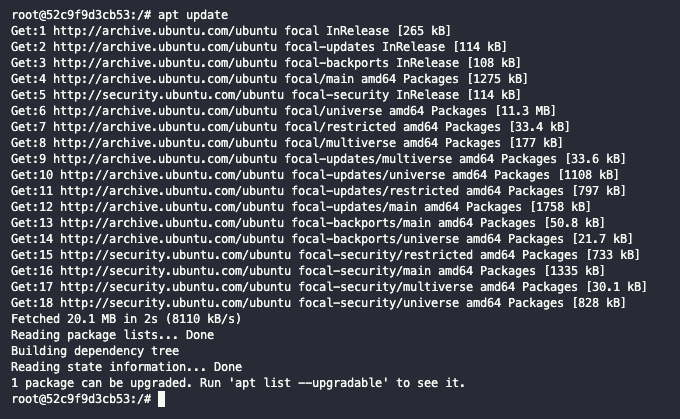 root@52c9f9d3cb53:/# apt update
Get:1 http://archive.ubuntu.com/ubuntu focal InRelease [265 kB]
Get:2 http://archive.ubuntu.com/ubuntu focal-updates InRelease [114 kB]
Get:3 http://archive.ubuntu.com/ubuntu focal-backports InRelease [108 kB]
Get:4 http://archive.ubuntu.com/ubuntu focal/main amd64 Packages [1275 kB]
Get:5 http://security.ubuntu.com/ubuntu focal-security InRelease [114 kB]
Get:6 http://archive.ubuntu.com/ubuntu focal/universe amd64 Packages [11.3 MB]
Get:7 http://archive.ubuntu.com/ubuntu focal/restricted amd64 Packages [33.4 kB]
Get:8 http://archive.ubuntu.com/ubuntu focal/multiverse amd64 Packages [177 kB]
Get:9 http://archive.ubuntu.com/ubuntu focal-updates/multiverse amd64 Packages [33.6 kB]
Get:10 http://archive.ubuntu.com/ubuntu focal-updates/universe amd64 Packages [1108 kB]
Get:11 http://archive.ubuntu.com/ubuntu focal-updates/restricted amd64 Packages [797 kB]
Get:12 http://archive.ubuntu.com/ubuntu focal-updates/main amd64 Packages [1758 kB]
Get:13 http://archive.ubuntu.com/ubuntu focal-backports/main amd64 Packages [50.8 kB]
Get:14 http://archive.ubuntu.com/ubuntu focal-backports/universe amd64 Packages [21.7 kB]
Get:15 http://security.ubuntu.com/ubuntu focal-security/restricted amd64 Packages [733 kB]
Get:16 http://security.ubuntu.com/ubuntu focal-security/main amd64 Packages [1335 kB]
Get:17 http://security.ubuntu.com/ubuntu focal-security/multiverse amd64 Packages [30.1 kB]
Get:18 http://security.ubuntu.com/ubuntu focal-security/universe amd64 Packages [828 kB]
Fetched 20.1 MB in 2s (8110 kB/s)
Reading package lists... Done
Building dependency tree
Reading state information... Done
1 package can be upgraded. Run 'apt list --upgradable' to see it.
root@52c9f9d3cb53:/#